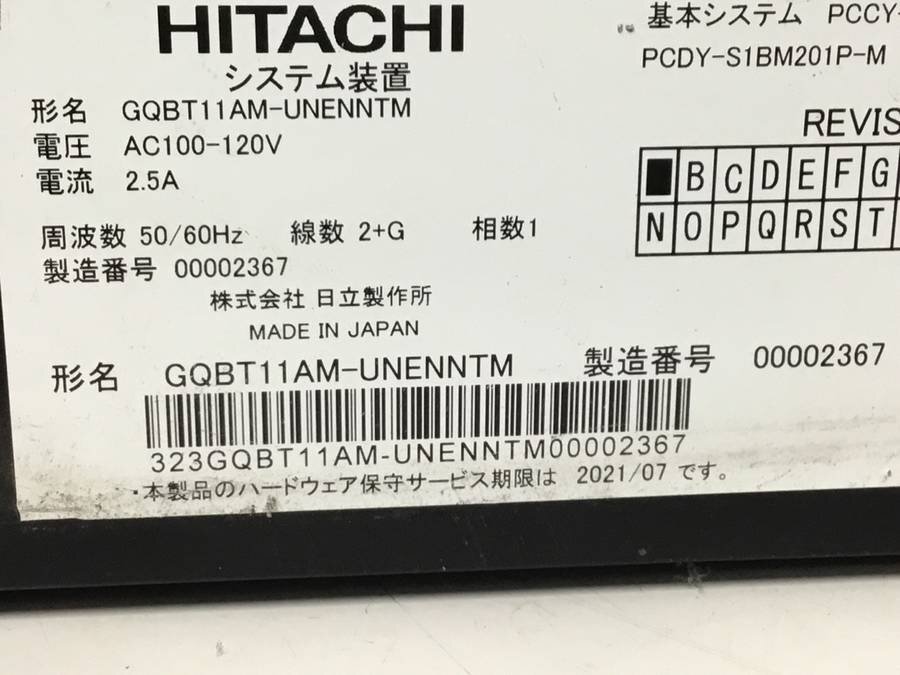 HITACHI
システム装置
基本システム PCCY-
PCDY-S1BM201P-M
形名 GQBT11AM-UNENNTM
電圧 AC100-120V
電流 2.5A
REVIS
B C D E F G
N O P Q R S T
周波数 50/60Hz 線数 2+G 相数1
製造番号 00002367
株式会社 日立製作所
MADE IN JAPAN
形名 GQBT11AM-UNENNTM 製造番号 00002367
323GQBT11AM-UNENNTM00002367
・本製品のハードウェア保守サービス期限は 2021/07 です。